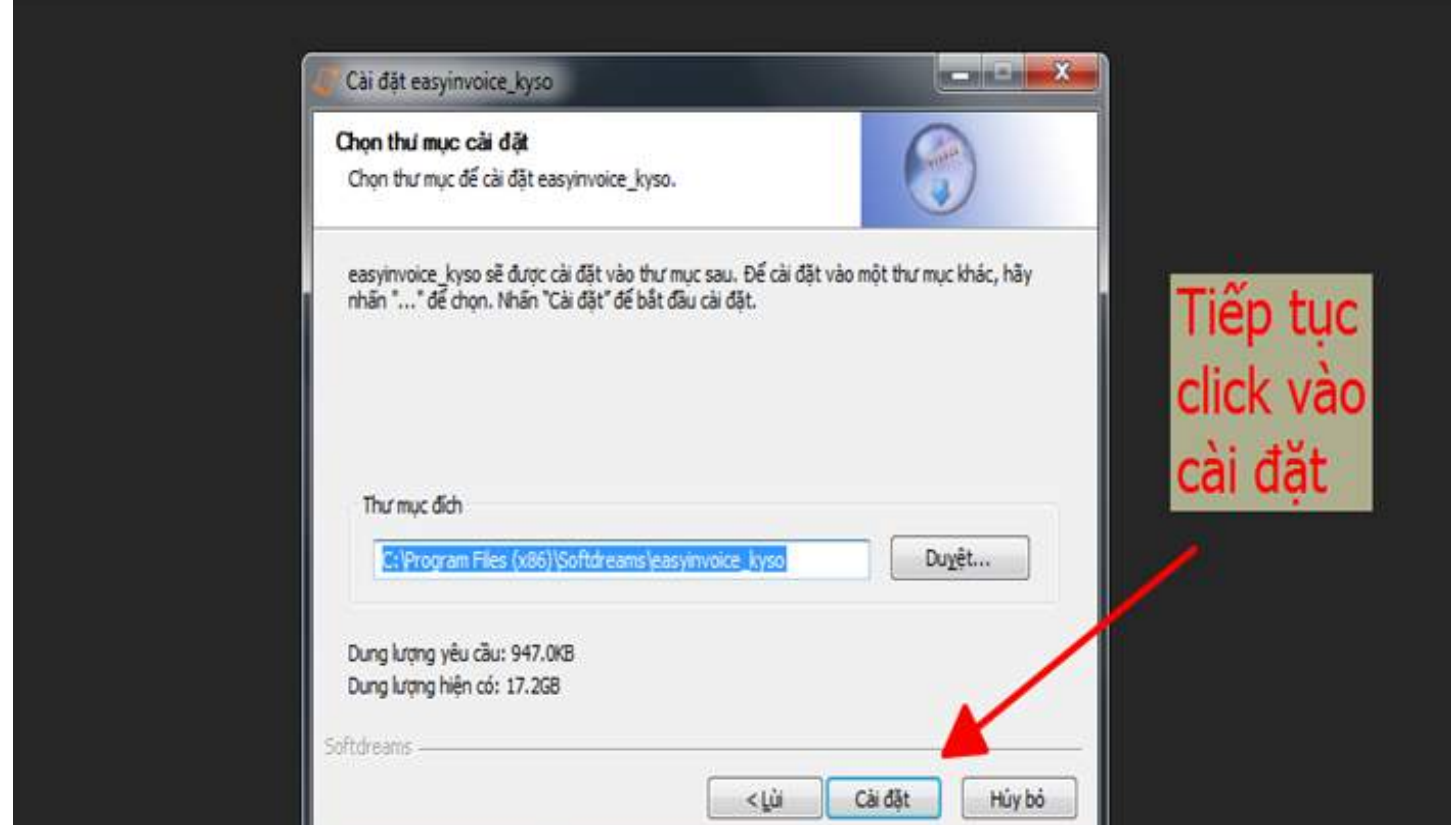 Cài đặt easyinvoice_kyso
Chọn thư mục cài đặt
Chọn thư mục để cài đặt easyinvoice_kyso.
easyinvoice_kyso sẽ được cài đặt vào thư mục sau. Để cài đặt vào một thư mục khác, hãy
nhấn "..." để chọn. Nhấn "Cài đặt" để bắt đầu cài đặt.
Tiếp tục
click vào
cài đặt
Thư mục đích
C:\Program Files (x86)\Softdreams\easyinvoice_kyso
Duyệt...
Dung lượng yêu cầu: 947.0KB
Dung lượng hiện có: 17.2GB
Softdreams
< Lùi
Cài đặt
Hủy bỏ